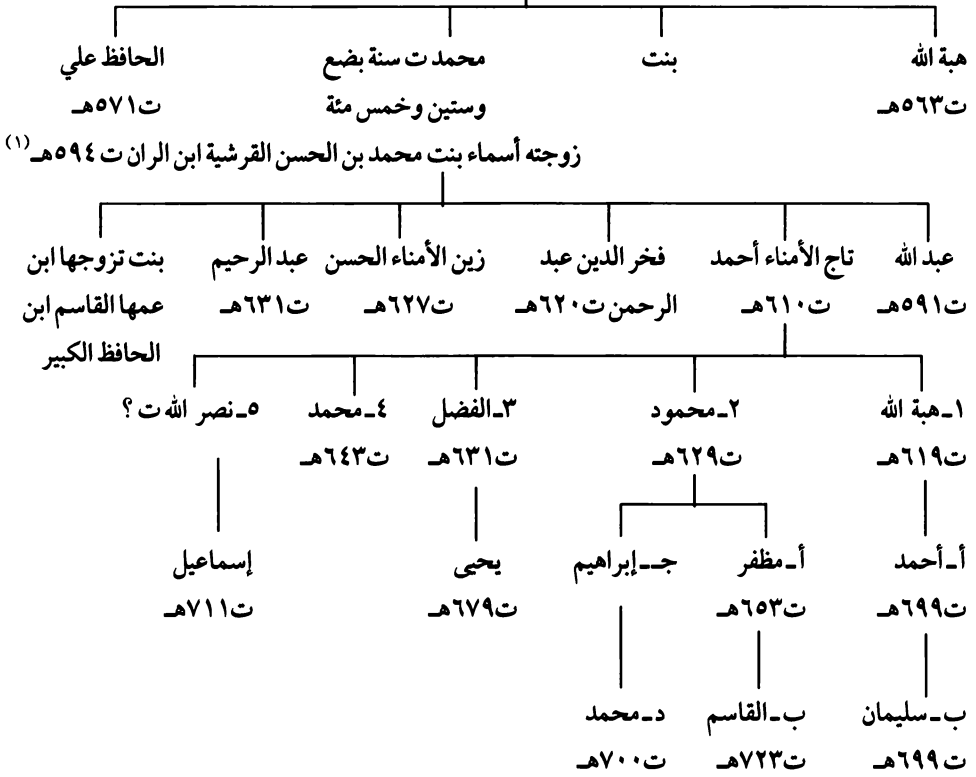 هبة الله بنت محمد ت سنة بضع الحافظ علي
ت٥٦٣هـ وستين وخمس مئة ت٥٧١هـ
زوجته أسماء بنت محمد بن الحسن القرشية ابن الران ت٥٩٤هـ(١)
عبد الله تاج الأمناء أحمد فخر الدين عبد زين الأمناء الحسن عبد الرحيم بنت تزوجها ابن
ت٥٩١هـ ت٦١٠هـ الرحمن ت٦٢٠هـ ت٦٢٧هـ ت٦٣١هـ عمها القاسم ابن
الحافظ الكبير
١ـ هبة الله ٢ـ محمود ٣ـ الفضل ٤ـ محمد ٥ـ نصر الله ت ؟
ت٦١٩هـ ت٦٢٩هـ ت٦٣١هـ ت٦٤٣هـ
أـ أحمد أـ مظفر جـ ـ إبراهيم يحيى إسماعيل
ت٦٩٩هـ ت٦٥٣هـ ت٦٧٩هـ ت٧١١هـ
ب ـ سليمان ب ـ القاسم د ـ محمد
ت٦٩٩هـ ت٧٢٣هـ ت٧٠٠هـ